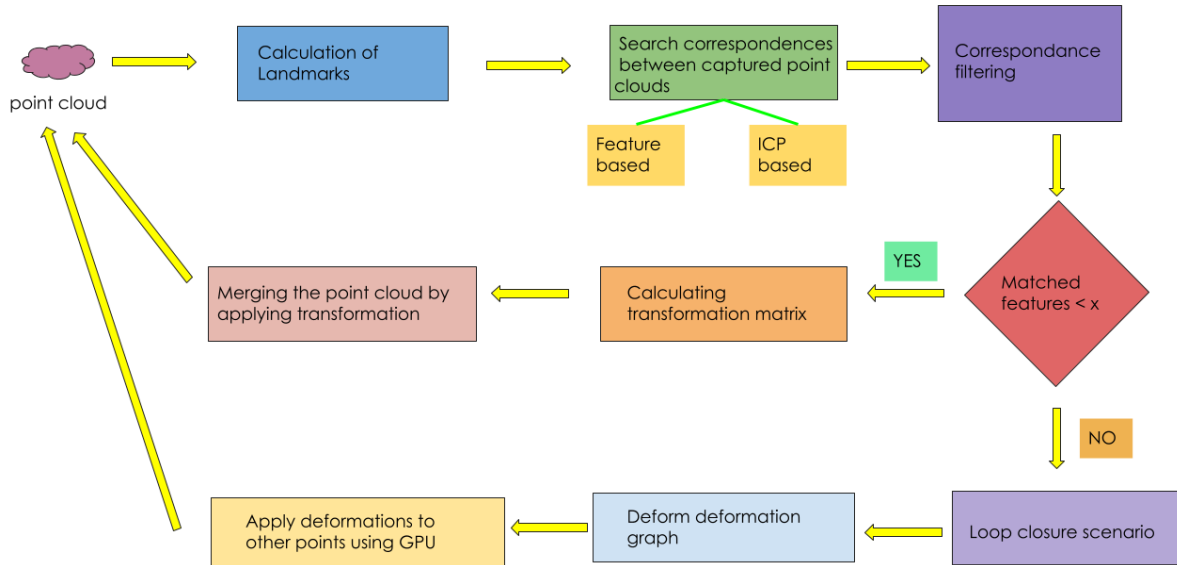 point cloud
Calculation of
Landmarks
Search correspondences
between captured point
clouds
Feature
based
ICP
based
Correspondance
filtering
Matched
features < x
YES
Calculating
transformation matrix
Merging the point cloud by
applying transformation
NO
Loop closure scenario
Deform deformation
graph
Apply deformations to
other points using GPU